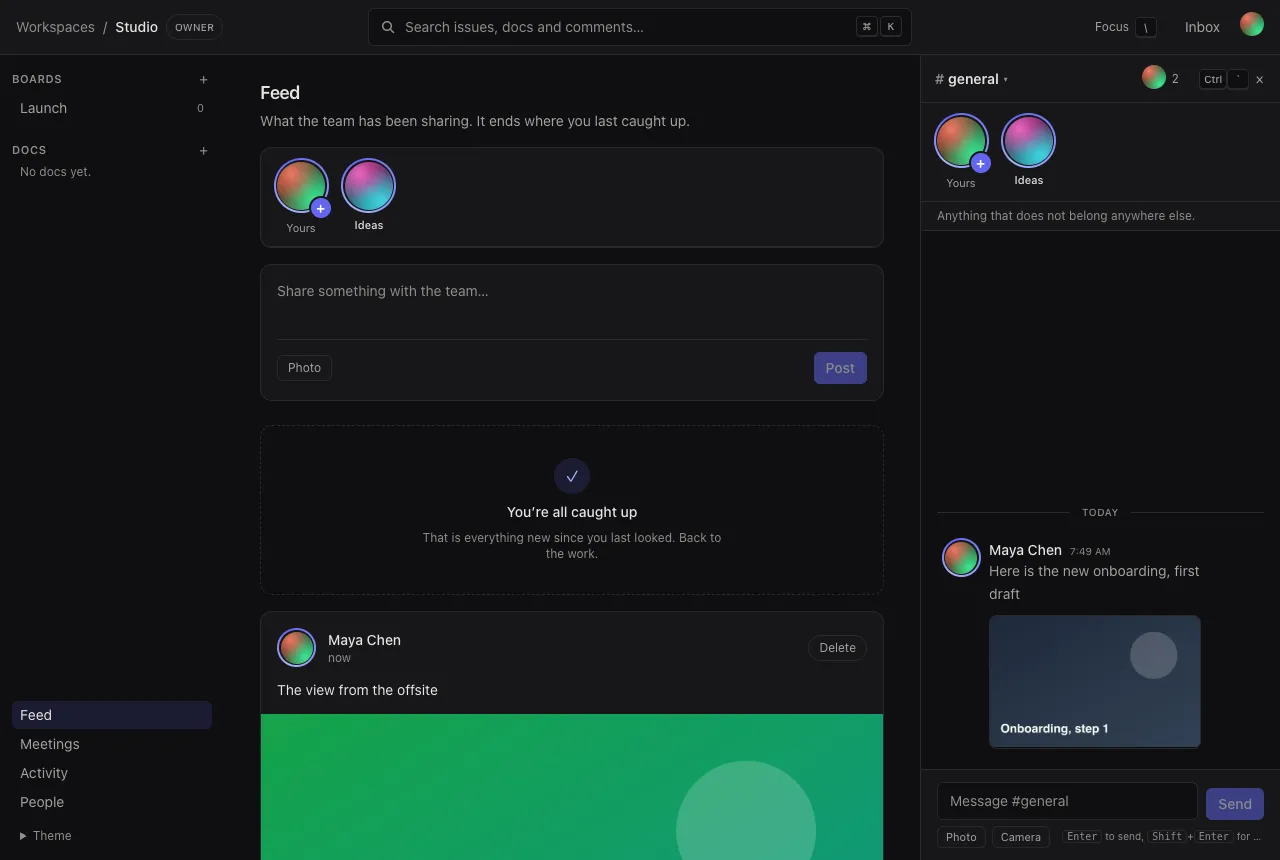 Workspaces / Studio OWNER
Search issues, docs and comments... ⌘ K
Focus \ Inbox
BOARDS +
Launch 0
DOCS +
No docs yet.
Feed
Meetings
Activity
People
▶ Theme
Feed
What the team has been sharing. It ends where you last caught up.
+
Yours Ideas
Share something with the team...
Photo Post
✓
You’re all caught up
That is everything new since you last looked. Back to
the work.
Maya Chen
now
Delete
The view from the offsite
# general ▾ 2 Ctrl ` x
+
Yours Ideas
Anything that does not belong anywhere else.
TODAY
Maya Chen 7:49 AM
Here is the new onboarding, first
draft
Onboarding, step 1
Message #general Send
Photo Camera Enter to send, Shift+Enter for ...